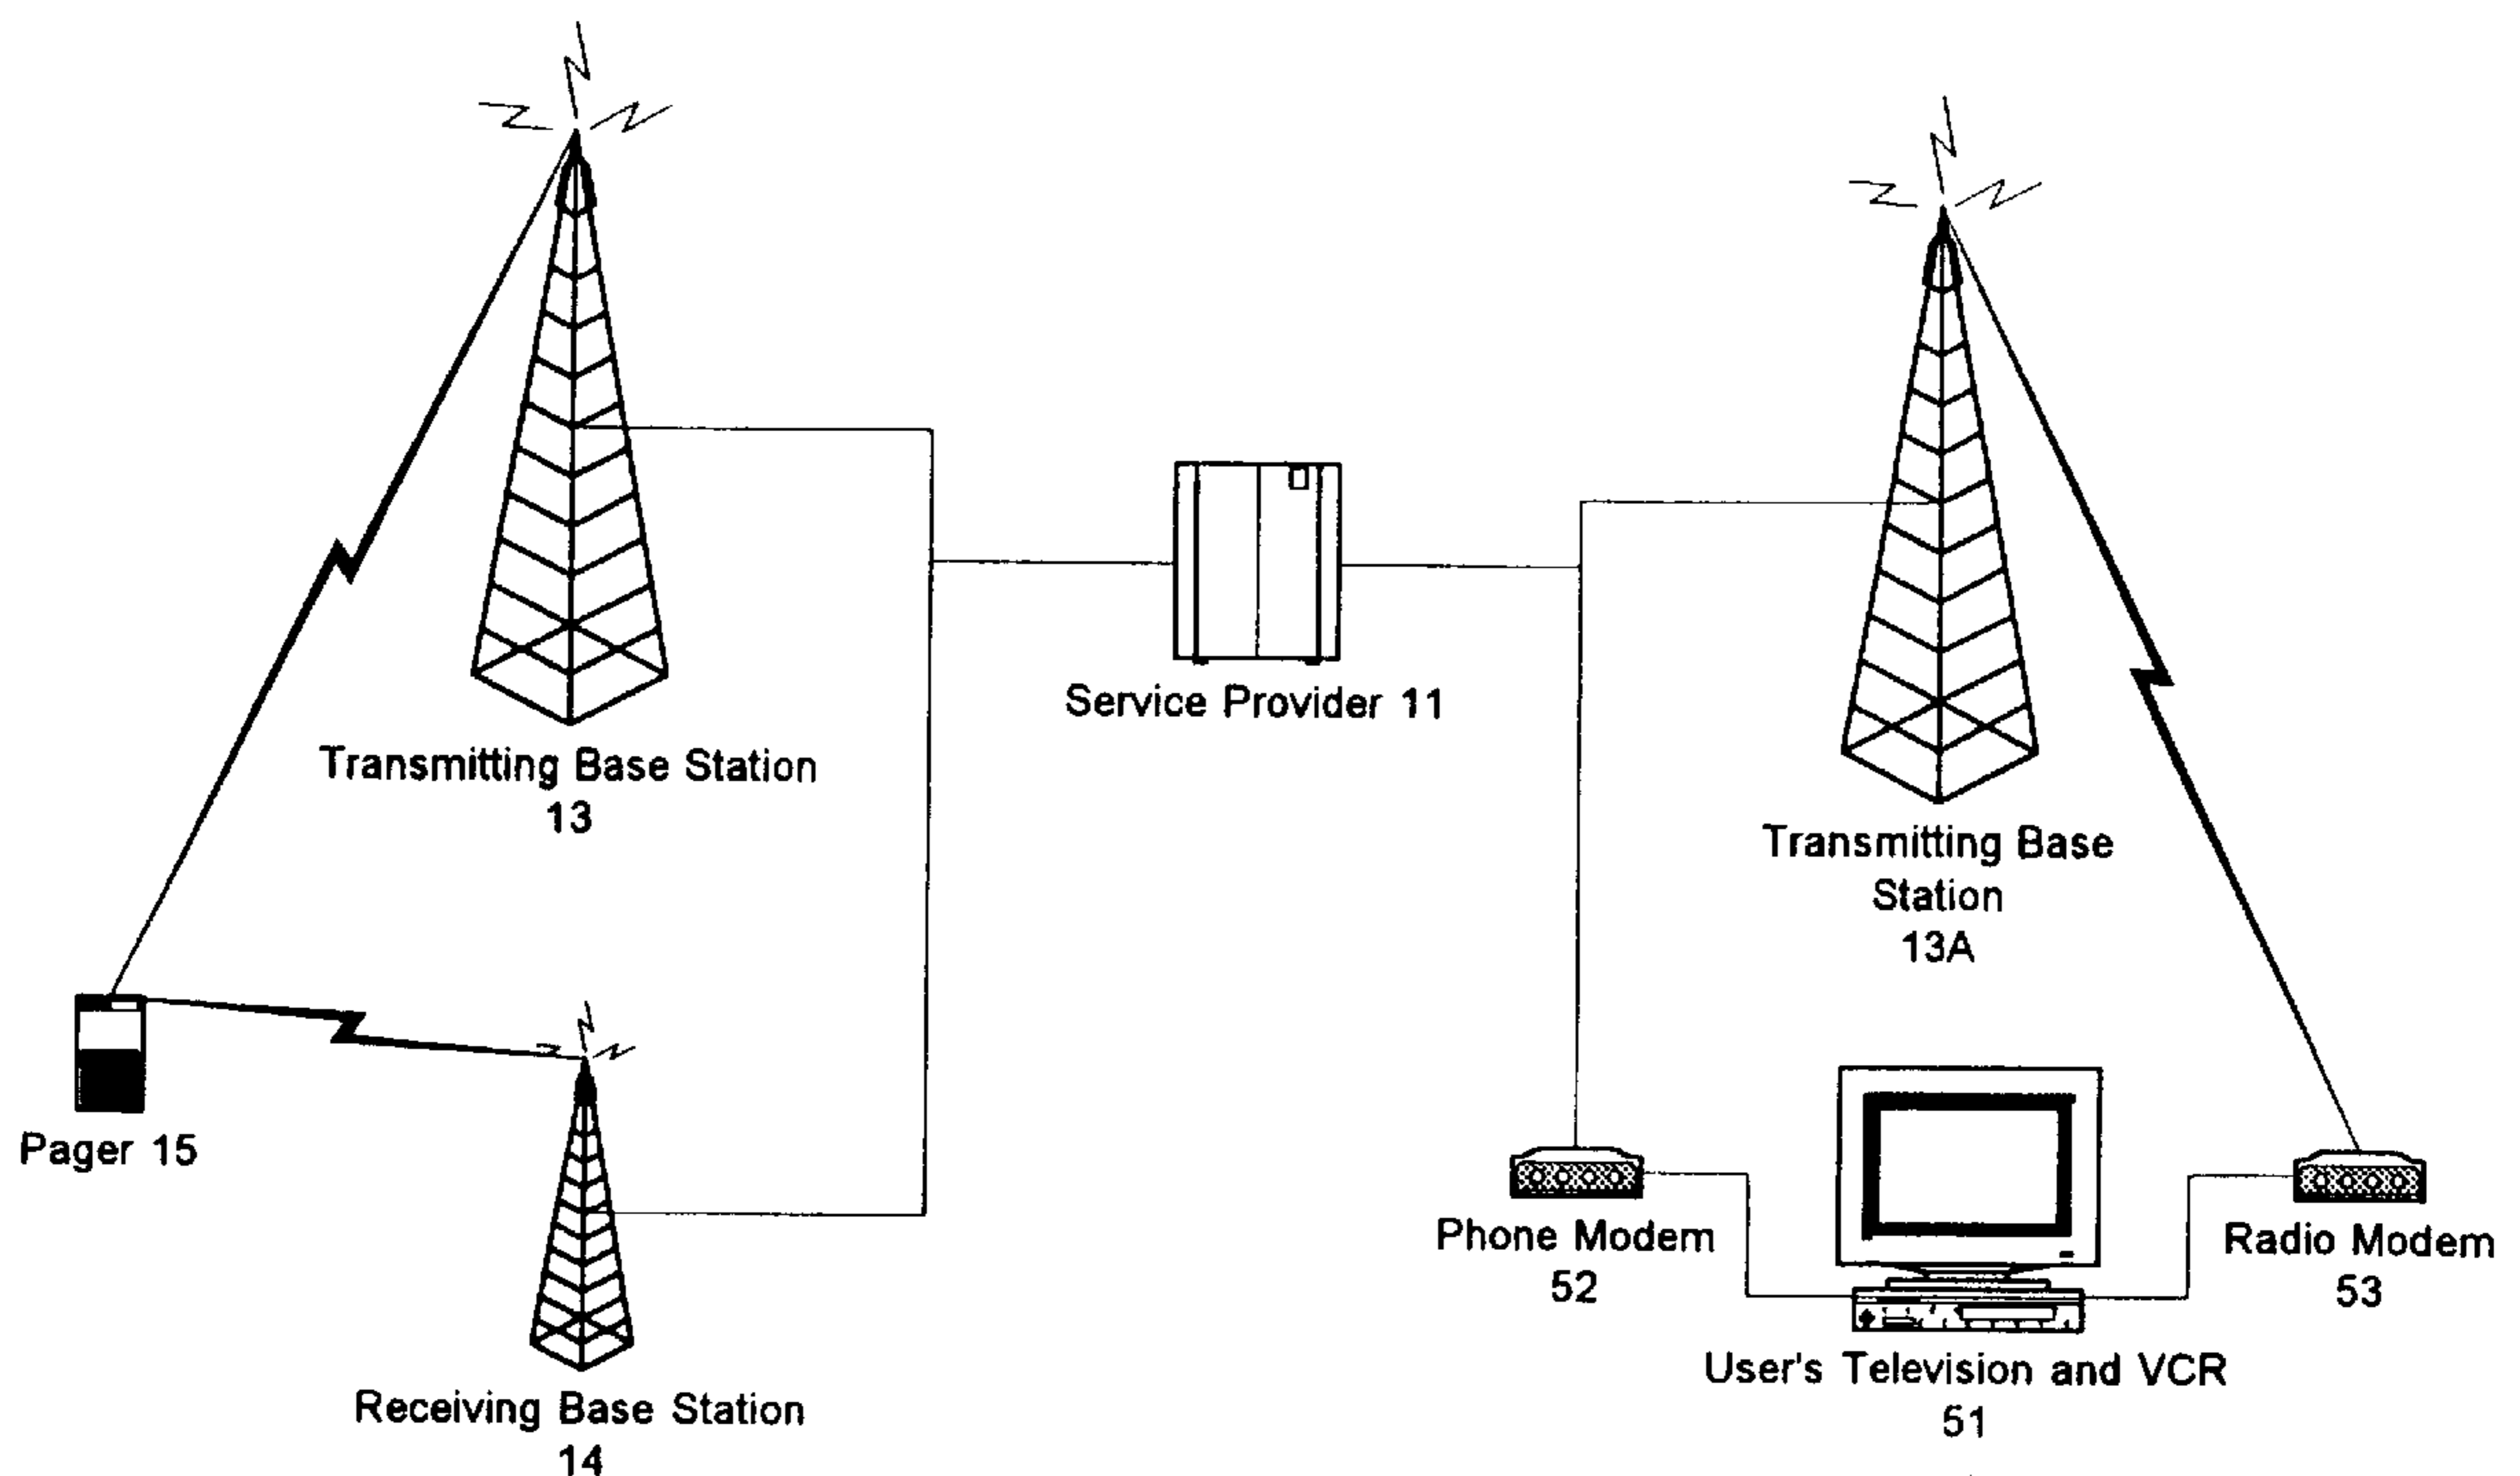 Service Provider 11
Transmitting Base Station
13
Transmitting Base
Station
13A
Pager 15
Receiving Base Station
14
Phone Modem
52
User's Television and VCR
51
Radio Modem
53